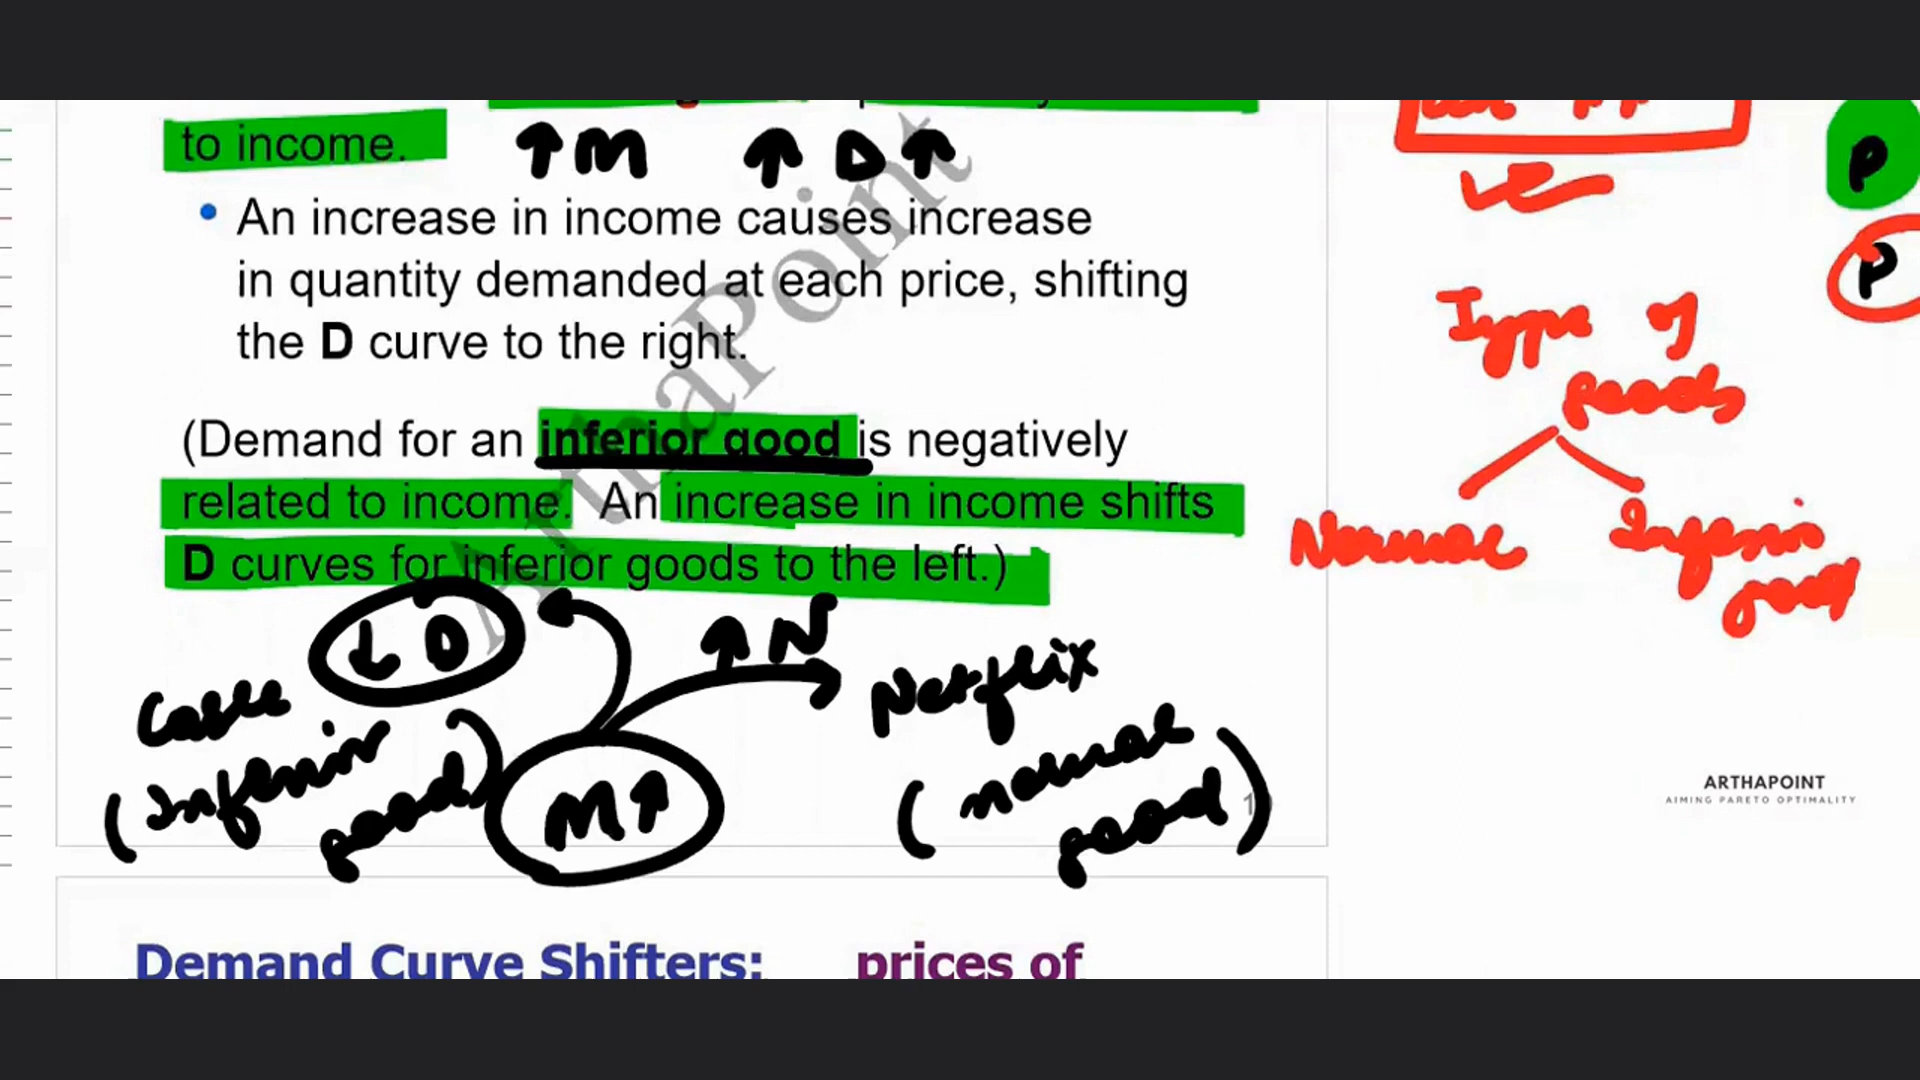 to income.
↑ M ↑ D ↑
• An increase in income causes increase
in quantity demanded at each price, shifting
the D curve to the right.
(Demand for an inferior good is negatively
related to income. An increase in income shifts
D curves for inferior goods to the left.)
↓ D
↑ N
Netflix
(normal
good)
(Inferior
good)
M↑
Demand Curve Shifters: prices of
P
P
Type of
goods
Normal
Inferior
good
ARTHAPOINT
AIMING PARETO OPTIMALITY
ArthaPoint